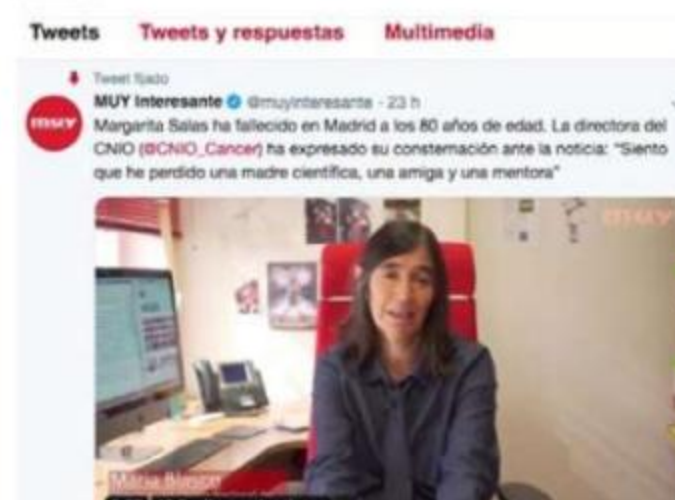 Tweets Tweets y respuestas Multimedia
Tweet fijado
MUY Interesante @muyinteresante · 23 h
muy
Margarita Salas ha fallecido en Madrid a los 80 años de edad. La directora del
CNIO (@CNIO_Cancer) ha expresado su consternación ante la noticia: "Siento
que he perdido una madre científica, una amiga y una mentora"
muy
María Blasco